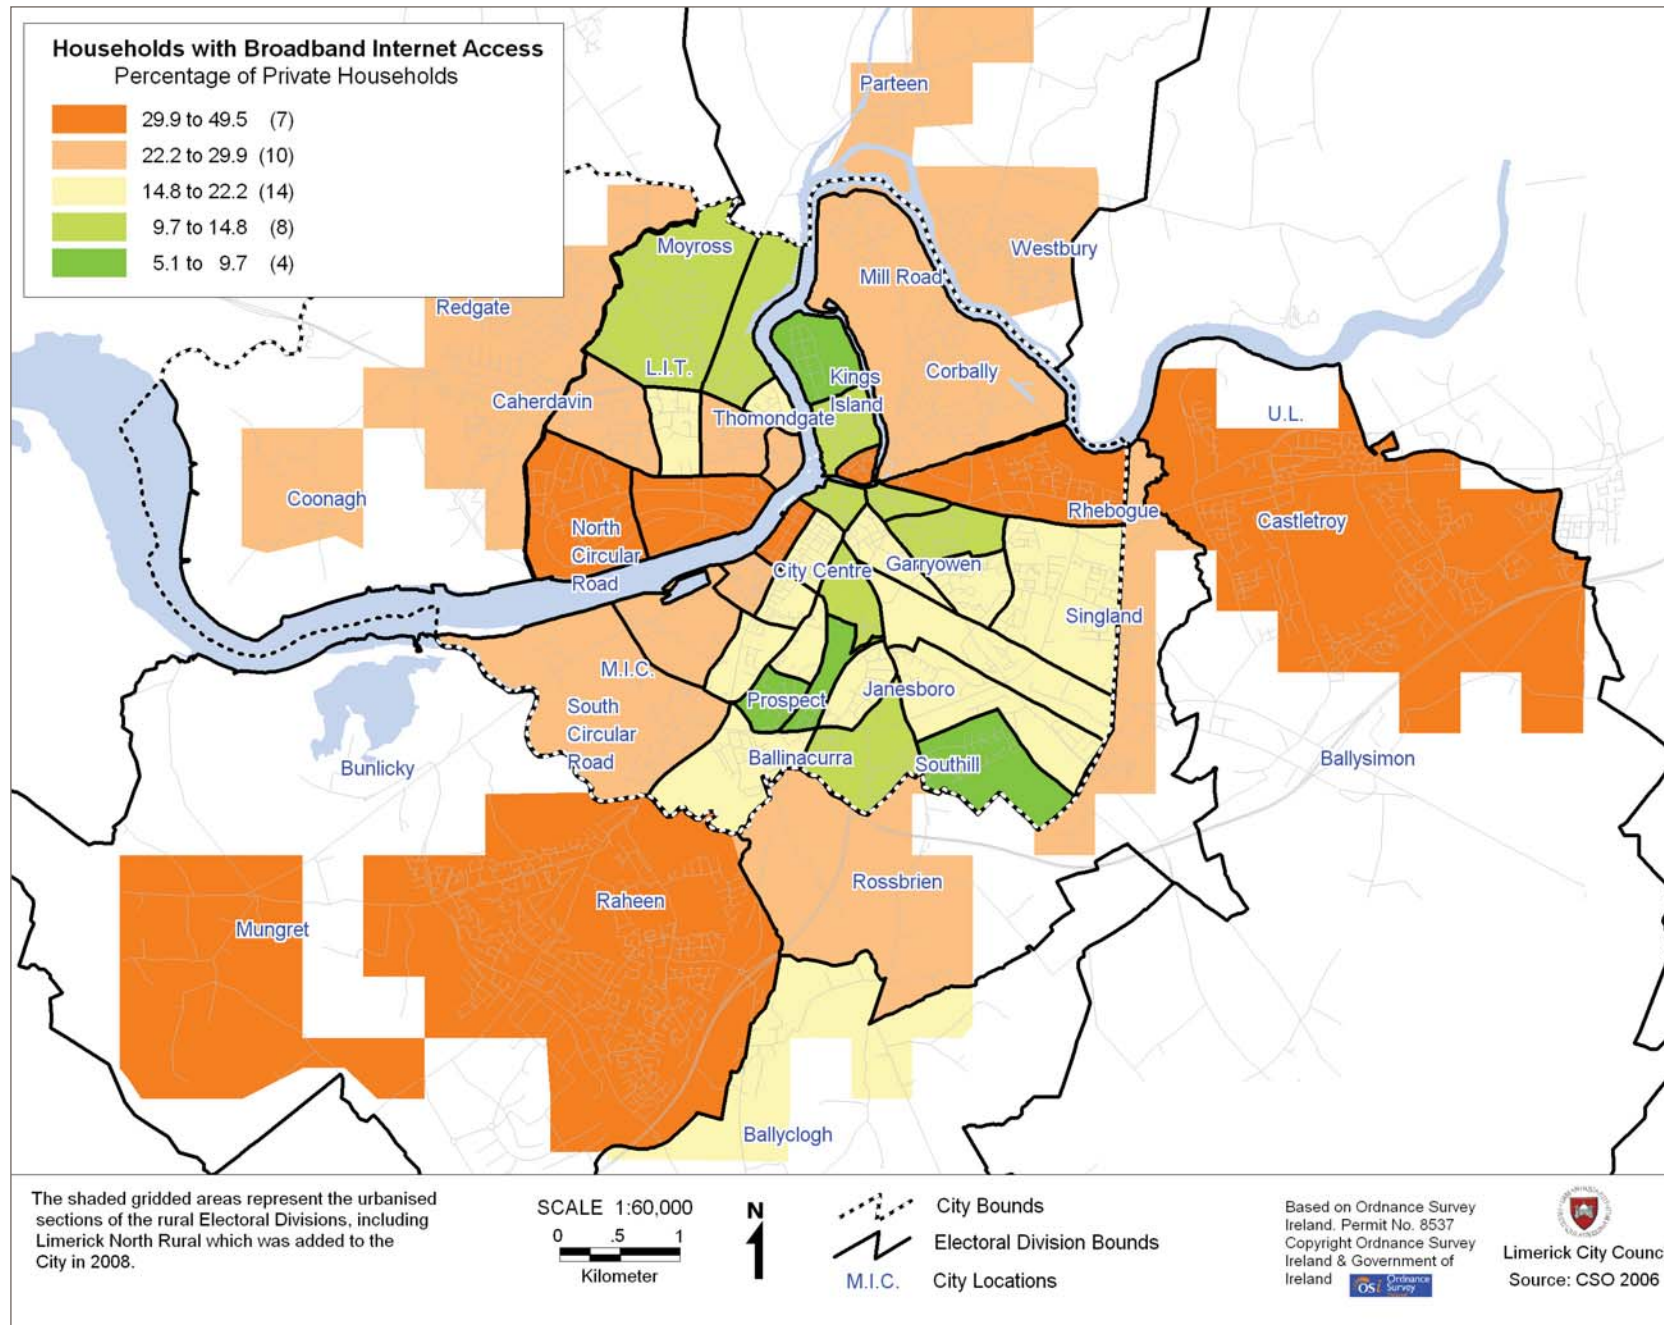 Households with Broadband Internet Access
Percentage of Private Households
29.9 to 49.5 (7)
22.2 to 29.9 (10)
14.8 to 22.2 (14)
9.7 to 14.8 (8)
5.1 to 9.7 (4)
Parteen
Moyross
Westbury
Mill Road
Redgate
L.I.T.
Kings
Island
Corbally
Caherdavin
Thomondgate
U.L.
Coonagh
Rhebogue
Castletroy
North
Circular
Road
City Centre
Garryowen
Singland
M.I.C.
Prospect
Janesboro
South
Circular
Road
Bunlicky
Ballinacurra
Southill
Ballysimon
Rossbrien
Raheen
Mungret
Ballyclogh
The shaded gridded areas represent the urbanised
sections of the rural Electoral Divisions, including
Limerick North Rural which was added to the
City in 2008.
SCALE 1:60,000
0 .5 1
Kilometer
N
City Bounds
Electoral Division Bounds
M.I.C. City Locations
Based on Ordnance Survey
Ireland. Permit No. 8537
Copyright Ordnance Survey
Ireland & Government of
Ireland
OSi Ordnance
Survey
Limerick City Counc
Source: CSO 2006